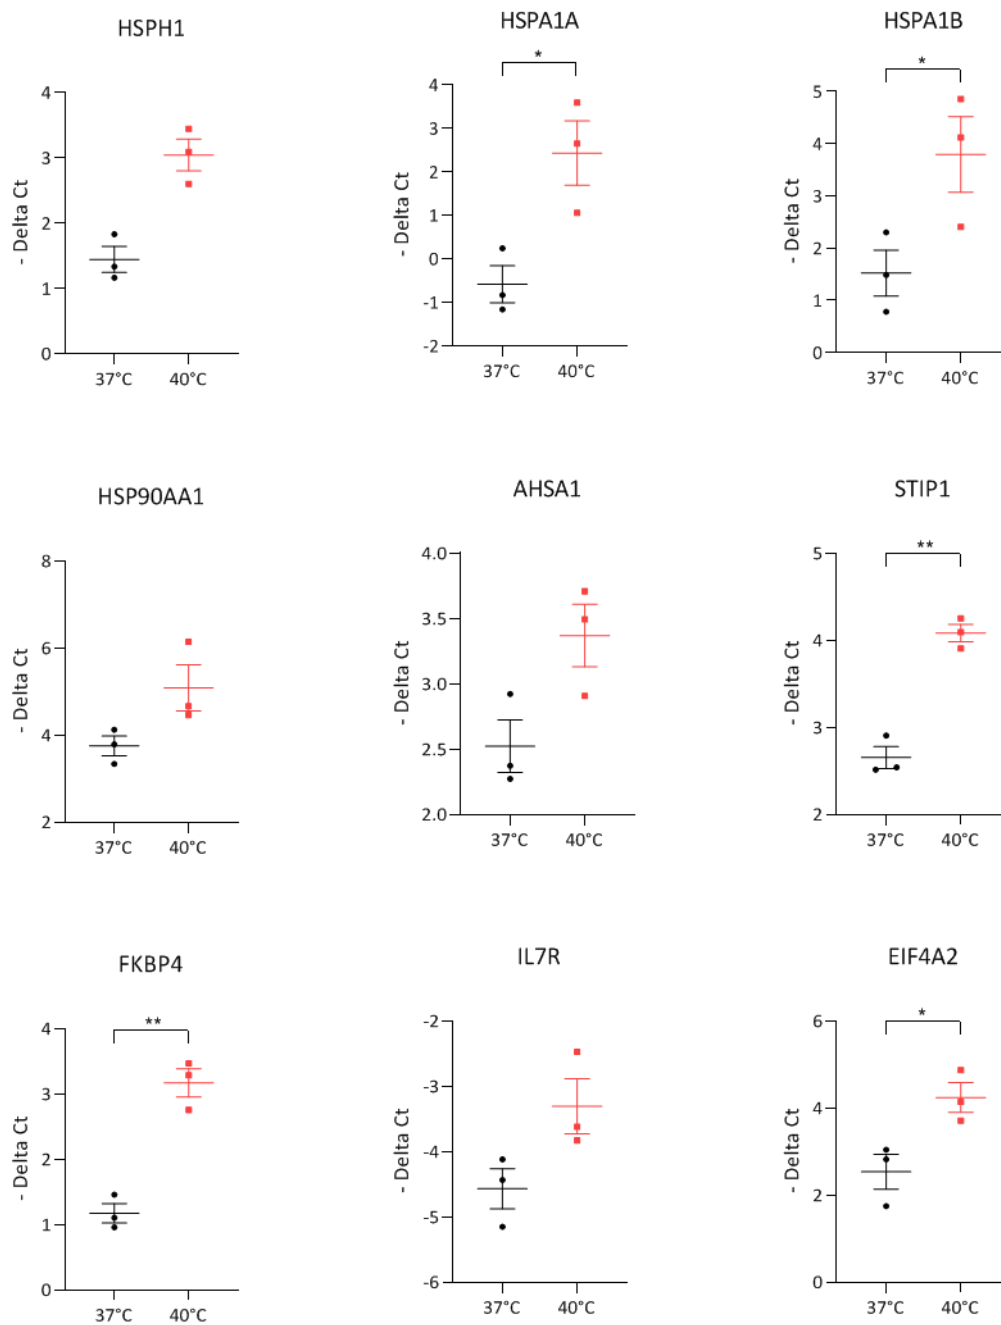 HSPH1
- Delta Ct
4
3
2
1
0
37°C 40°C
HSPA1A
*
- Delta Ct
4
3
2
1
0
-1
-2
37°C 40°C
HSPA1B
*
- Delta Ct
5
4
3
2
1
0
37°C 40°C
HSP90AA1
- Delta Ct
8
6
4
2
37°C 40°C
AHSA1
- Delta Ct
4.0
3.5
3.0
2.5
2.0
37°C 40°C
STIP1
**
- Delta Ct
5
4
3
2
37°C 40°C
FKBP4
**
- Delta Ct
4
3
2
1
0
37°C 40°C
IL7R
- Delta Ct
-2
-3
-4
-5
-6
37°C 40°C
EIF4A2
*
- Delta Ct
6
4
2
0
37°C 40°C